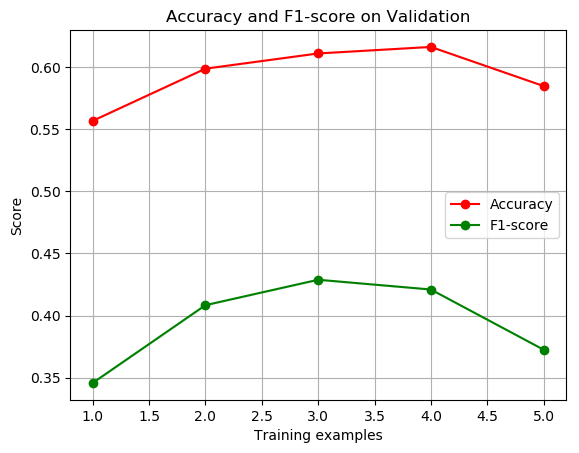 Accuracy and F1-score on Validation
0.60
0.55
0.50
0.45
0.40
0.35
Score
Accuracy
F1-score
1.0 1.5 2.0 2.5 3.0 3.5 4.0 4.5 5.0
Training examples